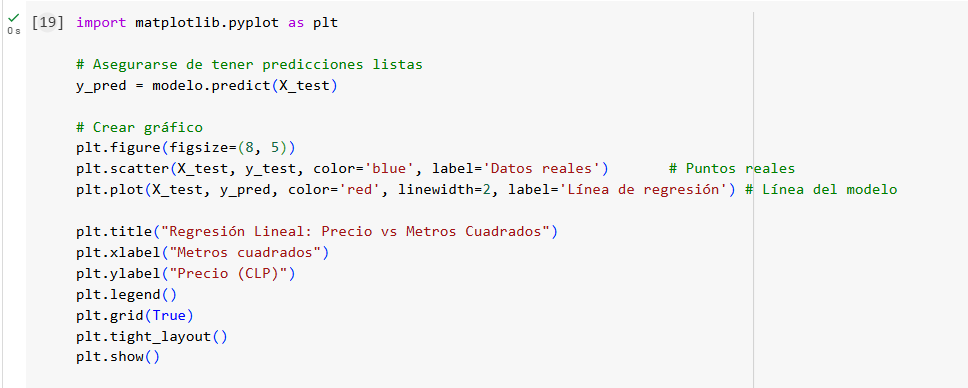 [19] import matplotlib.pyplot as plt
0 s
# Asegurarse de tener predicciones listas
y_pred = modelo.predict(X_test)
# Crear gráfico
plt.figure(figsize=(8, 5))
plt.scatter(X_test, y_test, color='blue', label='Datos reales')       # Puntos reales
plt.plot(X_test, y_pred, color='red', linewidth=2, label='Línea de regresión') # Línea del modelo
plt.title("Regresión Lineal: Precio vs Metros Cuadrados")
plt.xlabel("Metros cuadrados")
plt.ylabel("Precio (CLP)")
plt.legend()
plt.grid(True)
plt.tight_layout()
plt.show()